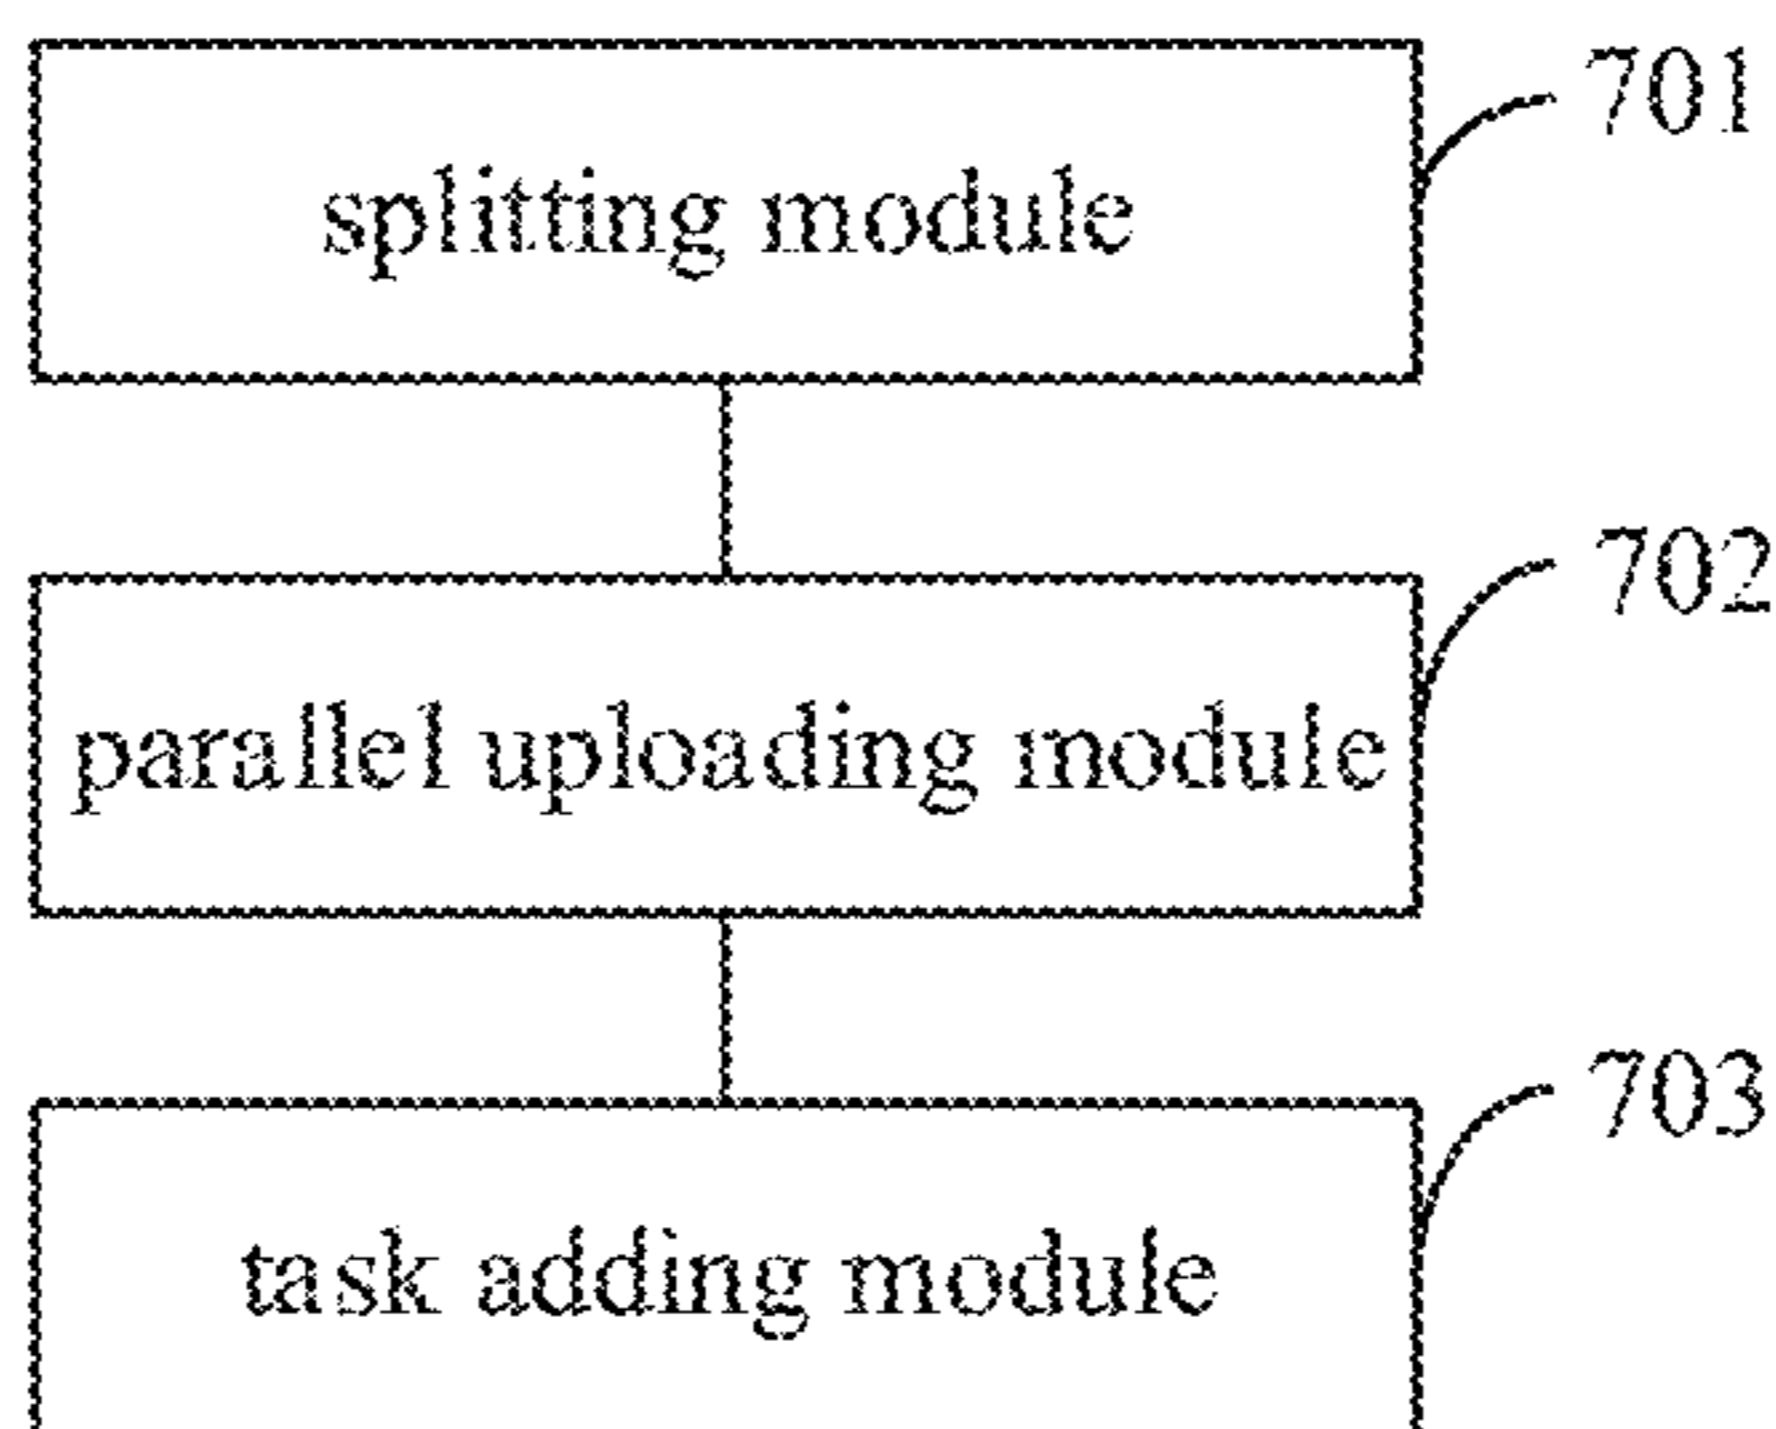 701
splitting module
702
parallel uploading module
703
task adding module